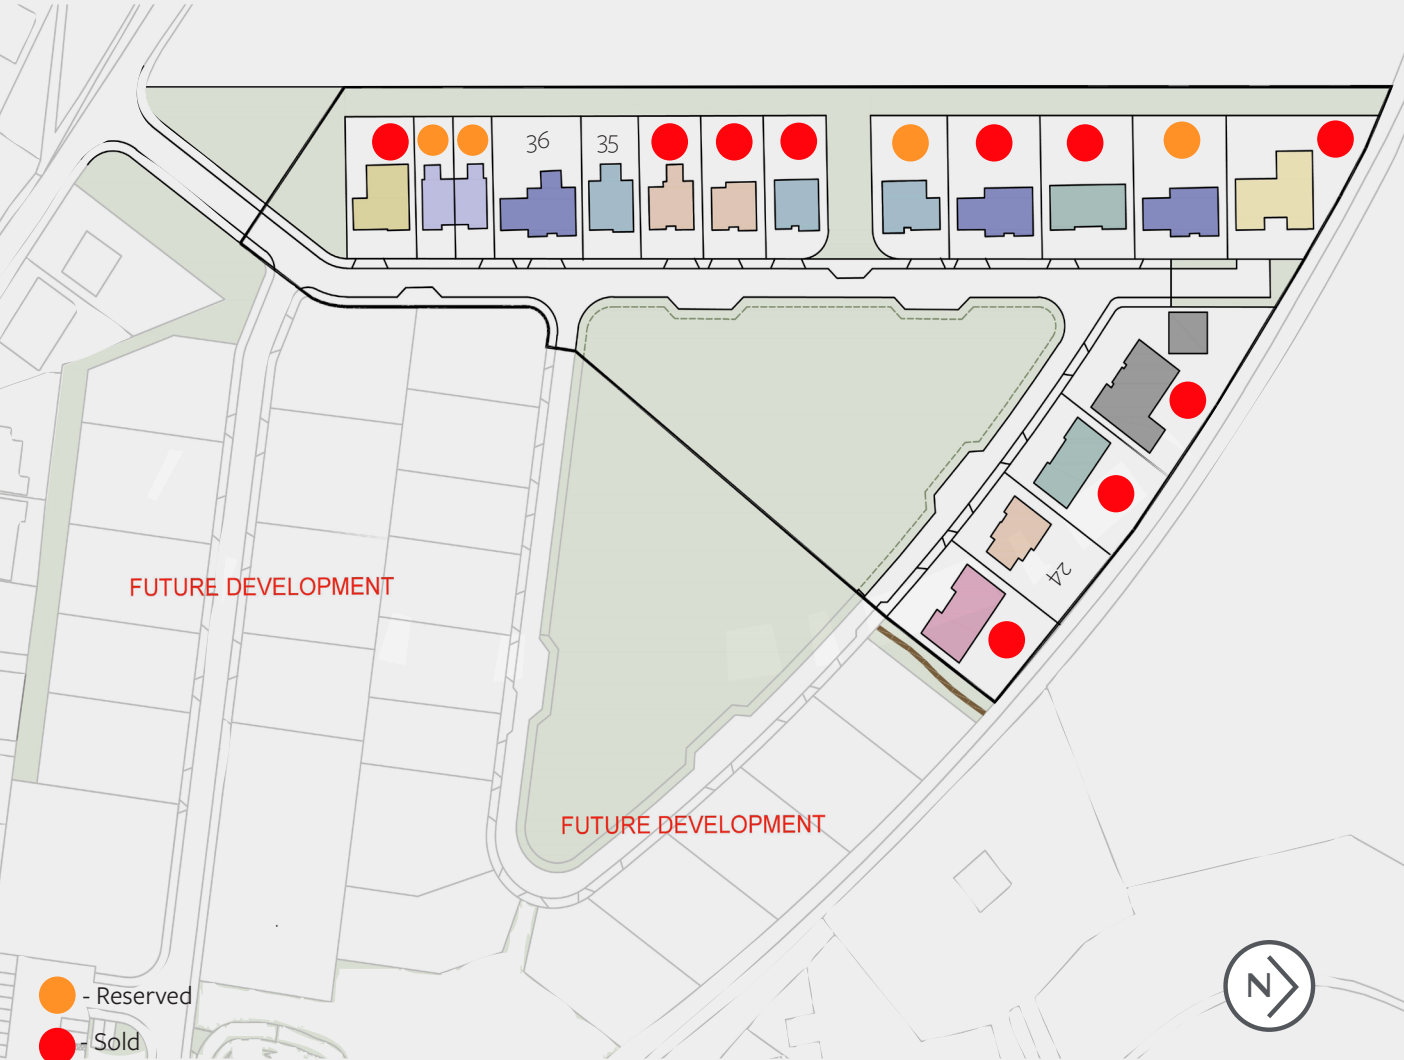 36
35
24
FUTURE DEVELOPMENT
FUTURE DEVELOPMENT
- Reserved
- Sold
N